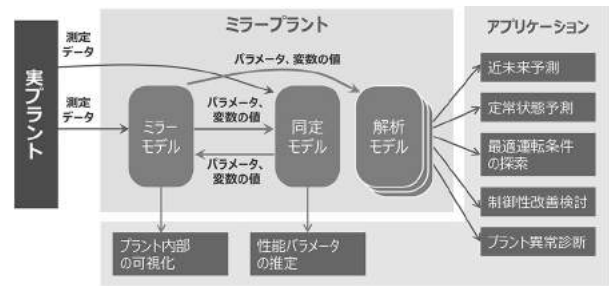 ミラープラント
アプリケーション
実プラント
測定
データ
測定
データ
パラメータ、変数の値
パラメータ、
変数の値
パラメータ、
変数の値
ミラー
モデル
同定
モデル
解析
モデル
近未来予測
定常状態予測
最適運転条件
の探索
制御性改善検討
プラント異常診断
プラント内部
の可視化
性能パラメータ
の推定